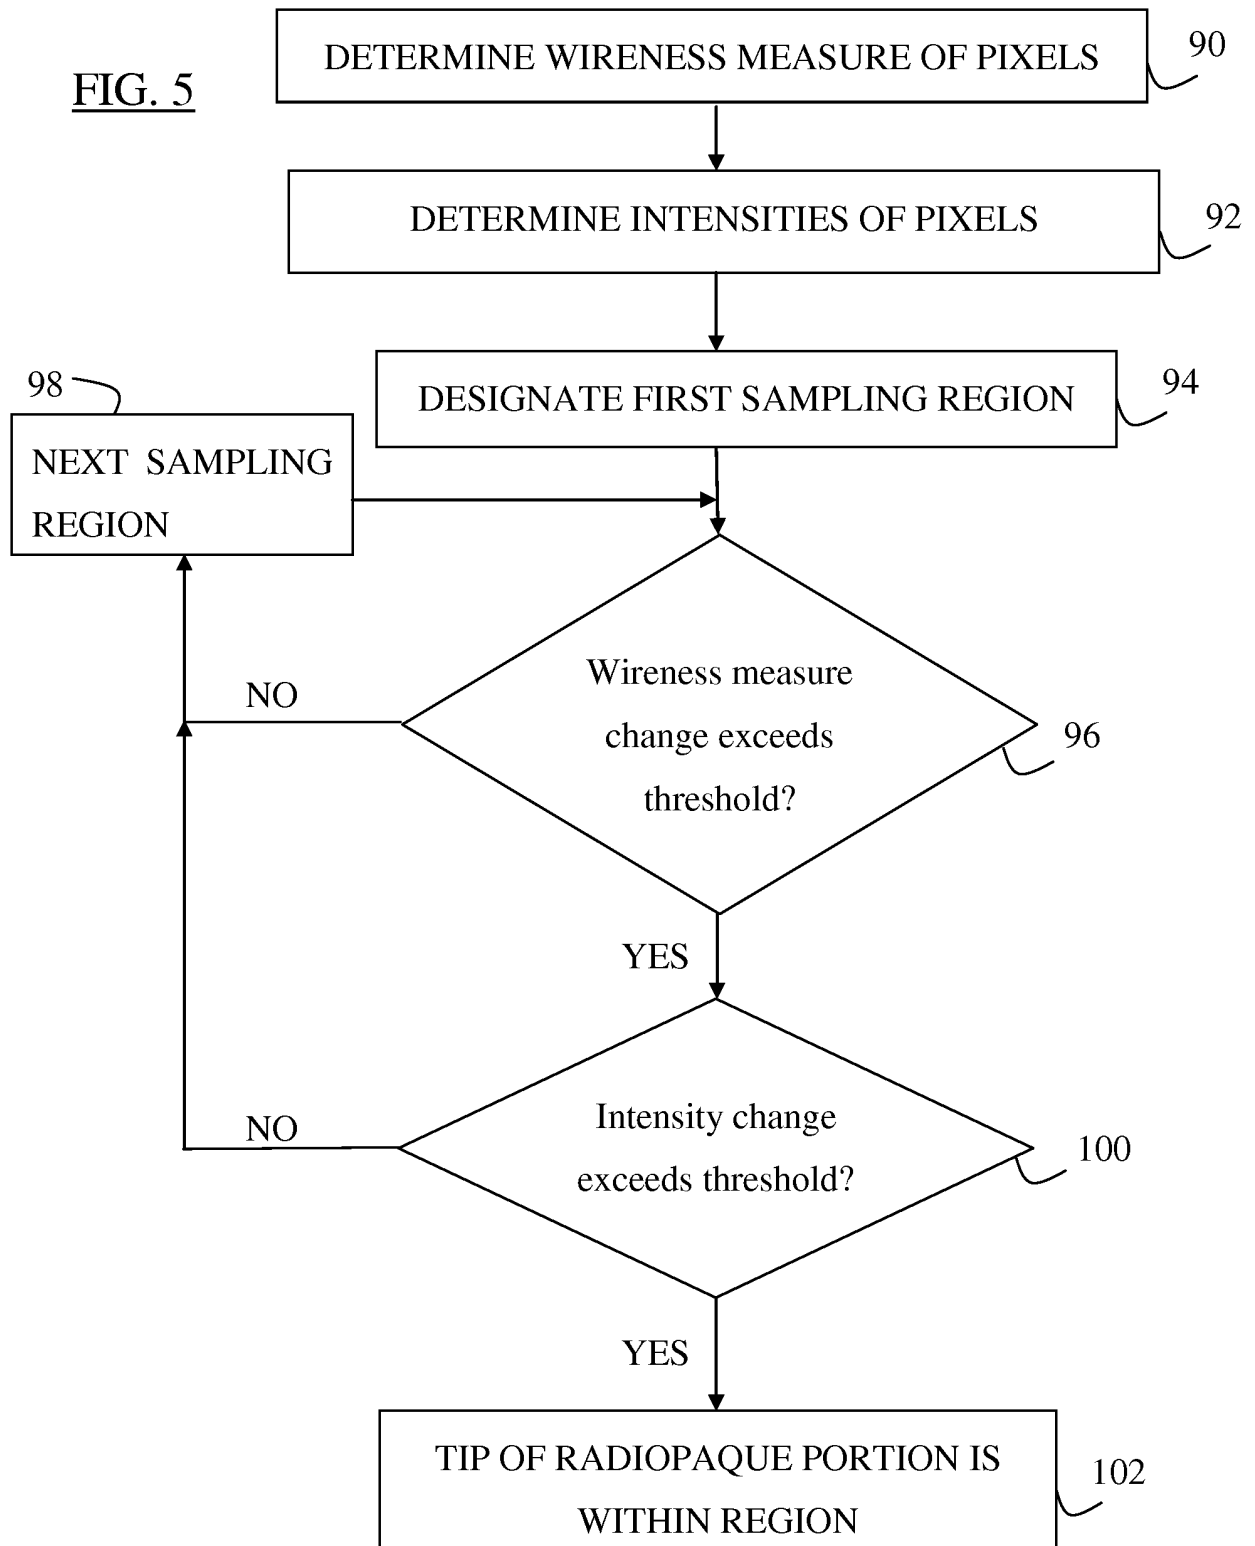 FIG. 5
DETERMINE WIRENESS MEASURE OF PIXELS
90
DETERMINE INTENSITIES OF PIXELS
92
DESIGNATE FIRST SAMPLING REGION
94
98
NEXT SAMPLING
REGION
Wireness measure
change exceeds
threshold?
96
NO
YES
Intensity change
exceeds threshold?
100
NO
YES
TIP OF RADIOPAQUE PORTION IS
WITHIN REGION
102